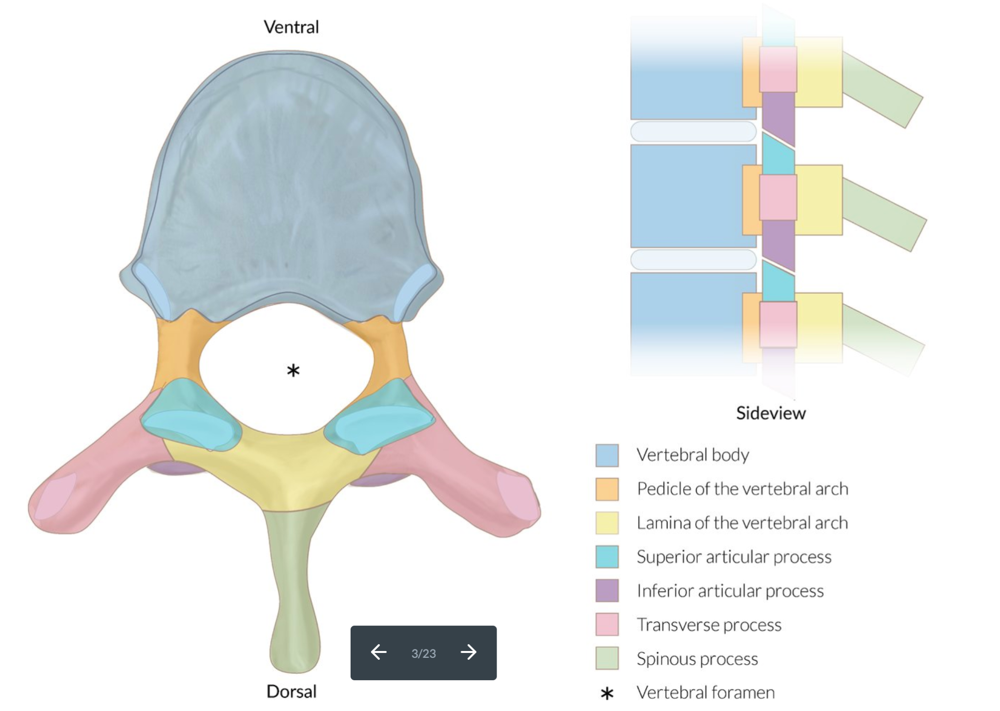 Ventral
*
Dorsal
3/23
Sideview
Vertebral body
Pedicle of the vertebral arch
Lamina of the vertebral arch
Superior articular process
Inferior articular process
Transverse process
Spinous process
* Vertebral foramen